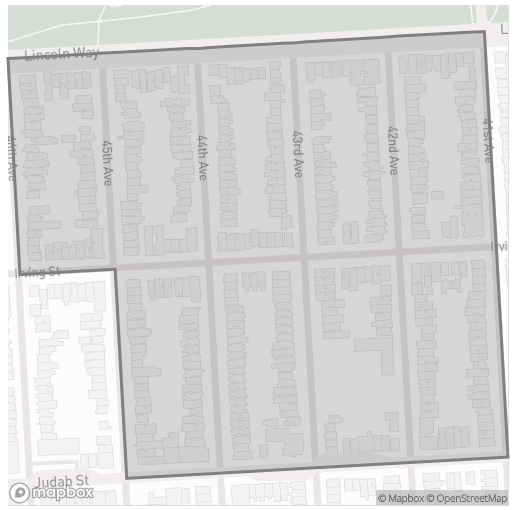 L
Lincoln Way
46th Ave
45th Ave
44th Ave
43rd Ave
42nd Ave
41st Ave
Irving St
Irvi
Judah St
mapbox
© Mapbox © OpenStreetMap